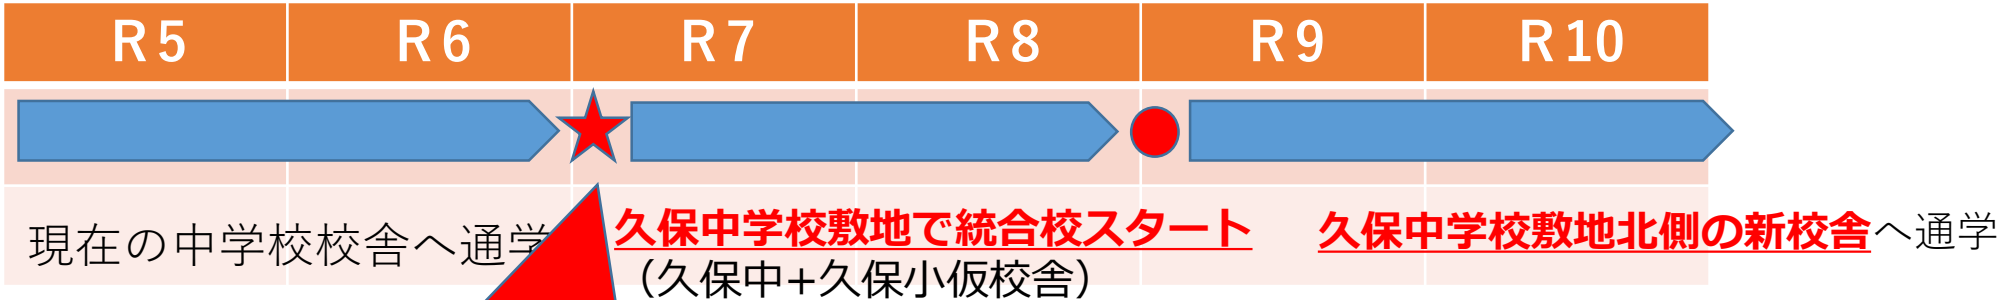 R5 R6 R7 R8 R9 R10
現在の中学校校舎へ通学
久保中学校敷地で統合校スタート
（久保中+久保小仮校舎）
久保中学校敷地北側の新校舎へ通学